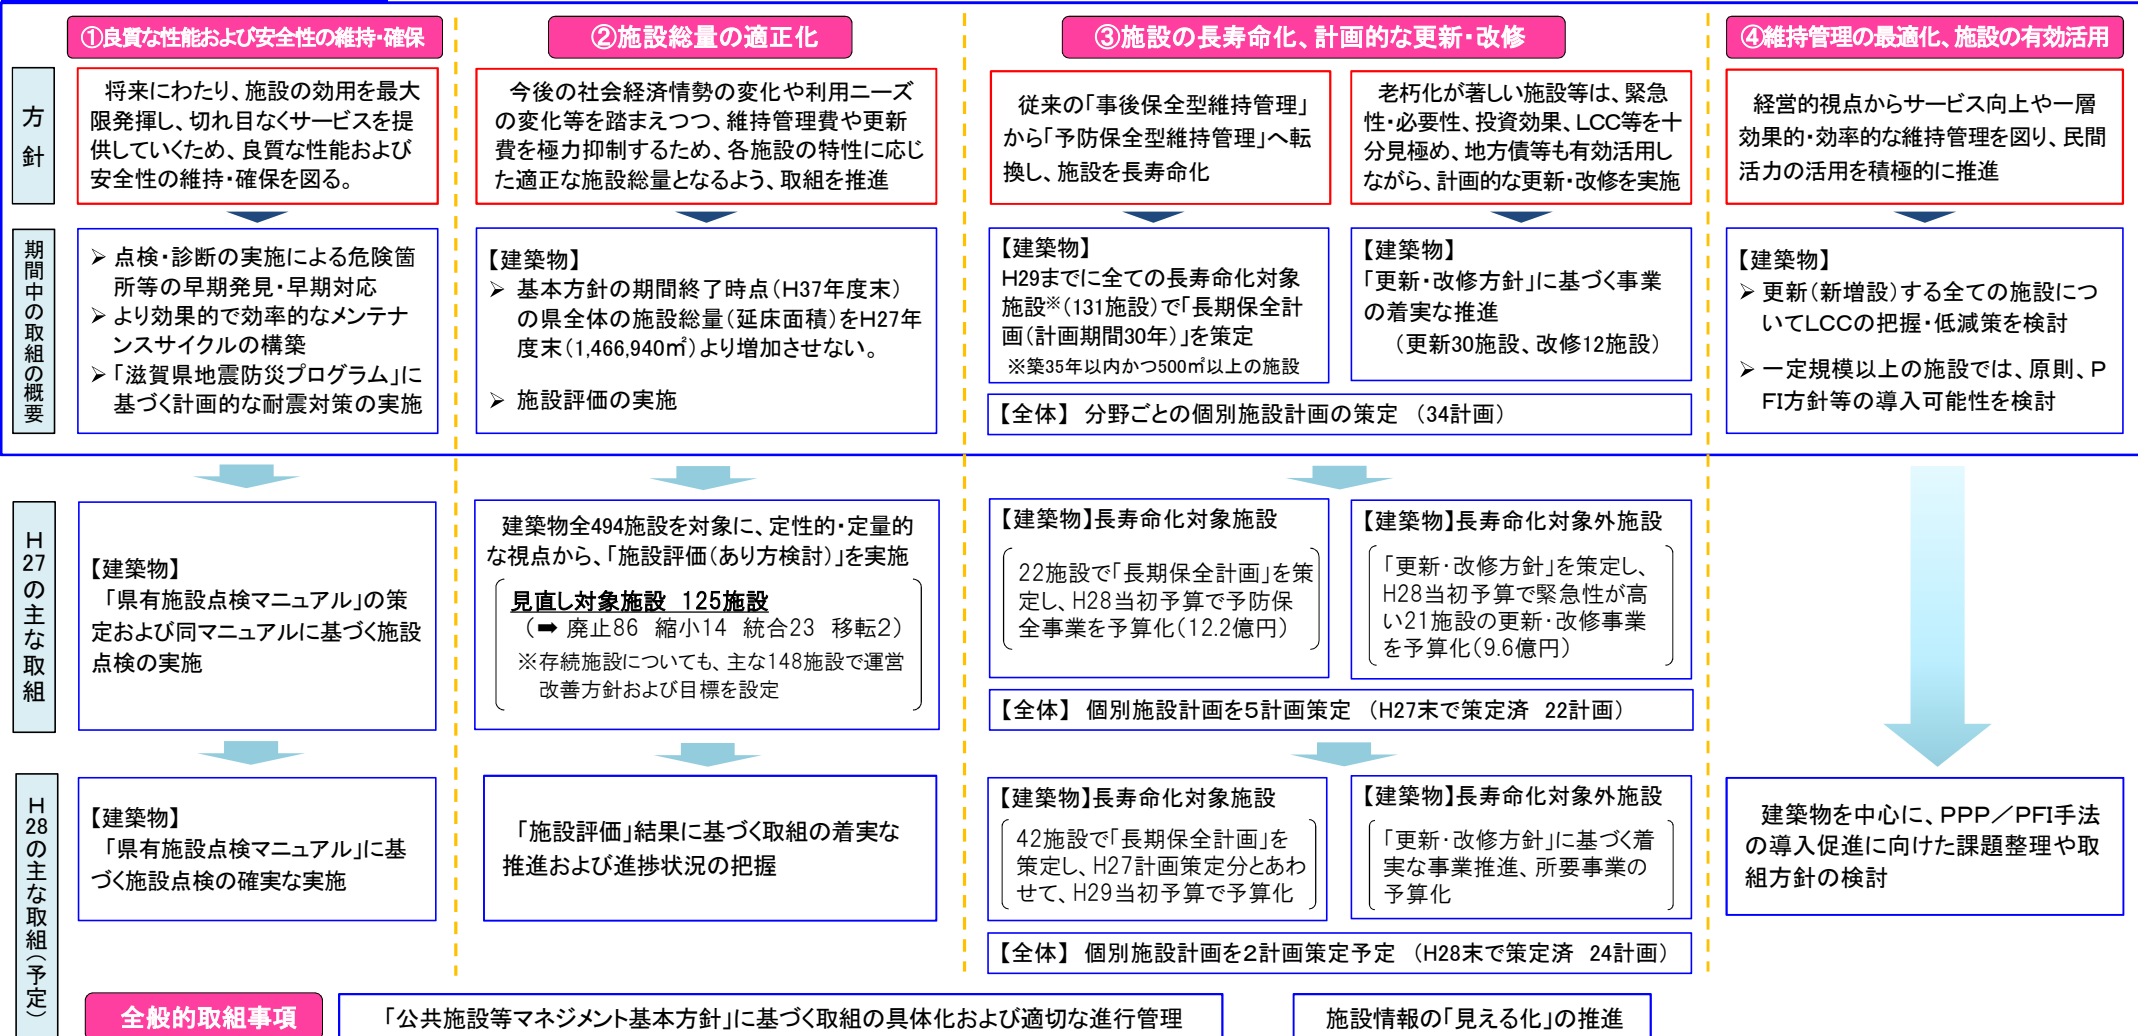 ①良質な性能および安全性の維持・確保
②施設総量の適正化
③施設の長寿命化、計画的な更新・改修
④維持管理の最適化、施設の有効活用
方針
将来にわたり、施設の効用を最大
限発揮し、切れ目なくサービスを提
供していくため、良質な性能および
安全性の維持・確保を図る。
今後の社会経済情勢の変化や利用ニーズ
の変化等を踏まえつつ、維持管理費や更新
費を極力抑制するため、各施設の特性に応じ
た適正な施設総量となるよう、取組を推進
従来の「事後保全型維持管理」
から「予防保全型維持管理」へ転
換し、施設を長寿命化
老朽化が著しい施設等は、緊急
性・必要性、投資効果、LCC等を十
分見極め、地方債等も有効活用し
ながら、計画的な更新・改修を実施
経営的視点からサービス向上や一層
効果的・効率的な維持管理を図り、民間
活力の活用を積極的に推進
期間中の取組の概要
➢ 点検・診断の実施による危険箇
所等の早期発見・早期対応
➢ より効果的で効率的なメンテナ
ンスサイクルの構築
➢ 「滋賀県地震防災プログラム」に
基づく計画的な耐震対策の実施
【建築物】
➢ 基本方針の期間終了時点(H37年度末)
の県全体の施設総量(延床面積)をH27年
度末(1,466,940㎡)より増加させない。
➢ 施設評価の実施
【建築物】
H29までに全ての長寿命化対象
施設※(131施設)で「長期保全計
画(計画期間30年)」を策定
※築35年以内かつ500㎡以上の施設
【建築物】
「更新・改修方針」に基づく事業
の着実な推進
(更新30施設、改修12施設)
【全体】 分野ごとの個別施設計画の策定 (34計画)
【建築物】
➢ 更新(新増設)する全ての施設につ
いてLCCの把握・低減策を検討
➢ 一定規模以上の施設では、原則、P
FI方針等の導入可能性を検討
H27の主な取組
【建築物】
「県有施設点検マニュアル」の策
定および同マニュアルに基づく施設
点検の実施
建築物全494施設を対象に、定性的・定量的
な視点から、「施設評価(あり方検討)」を実施
見直し対象施設 125施設
(➡ 廃止86 縮小14 統合23 移転2)
※存続施設についても、主な148施設で運営
改善方針および目標を設定
【建築物】長寿命化対象施設
22施設で「長期保全計画」を策
定し、H28当初予算で予防保
全事業を予算化(12.2億円)
【建築物】長寿命化対象外施設
「更新・改修方針」を策定し、
H28当初予算で緊急性が高
い21施設の更新・改修事業
を予算化(9.6億円)
【全体】 個別施設計画を5計画策定 (H27末で策定済 22計画)
H28の主な取組(予定)
【建築物】
「県有施設点検マニュアル」に基
づく施設点検の確実な実施
「施設評価」結果に基づく取組の着実な
推進および進捗状況の把握
【建築物】長寿命化対象施設
42施設で「長期保全計画」を
策定し、H27計画策定分とあわ
せて、H29当初予算で予算化
【建築物】長寿命化対象外施設
「更新・改修方針」に基づく着
実な事業推進、所要事業の
予算化
【全体】 個別施設計画を2計画策定予定 (H28末で策定済 24計画)
建築物を中心に、PPP/PFI手法
の導入促進に向けた課題整理や取
組方針の検討
全般的取組事項
「公共施設等マネジメント基本方針」に基づく取組の具体化および適切な進行管理
施設情報の「見える化」の推進